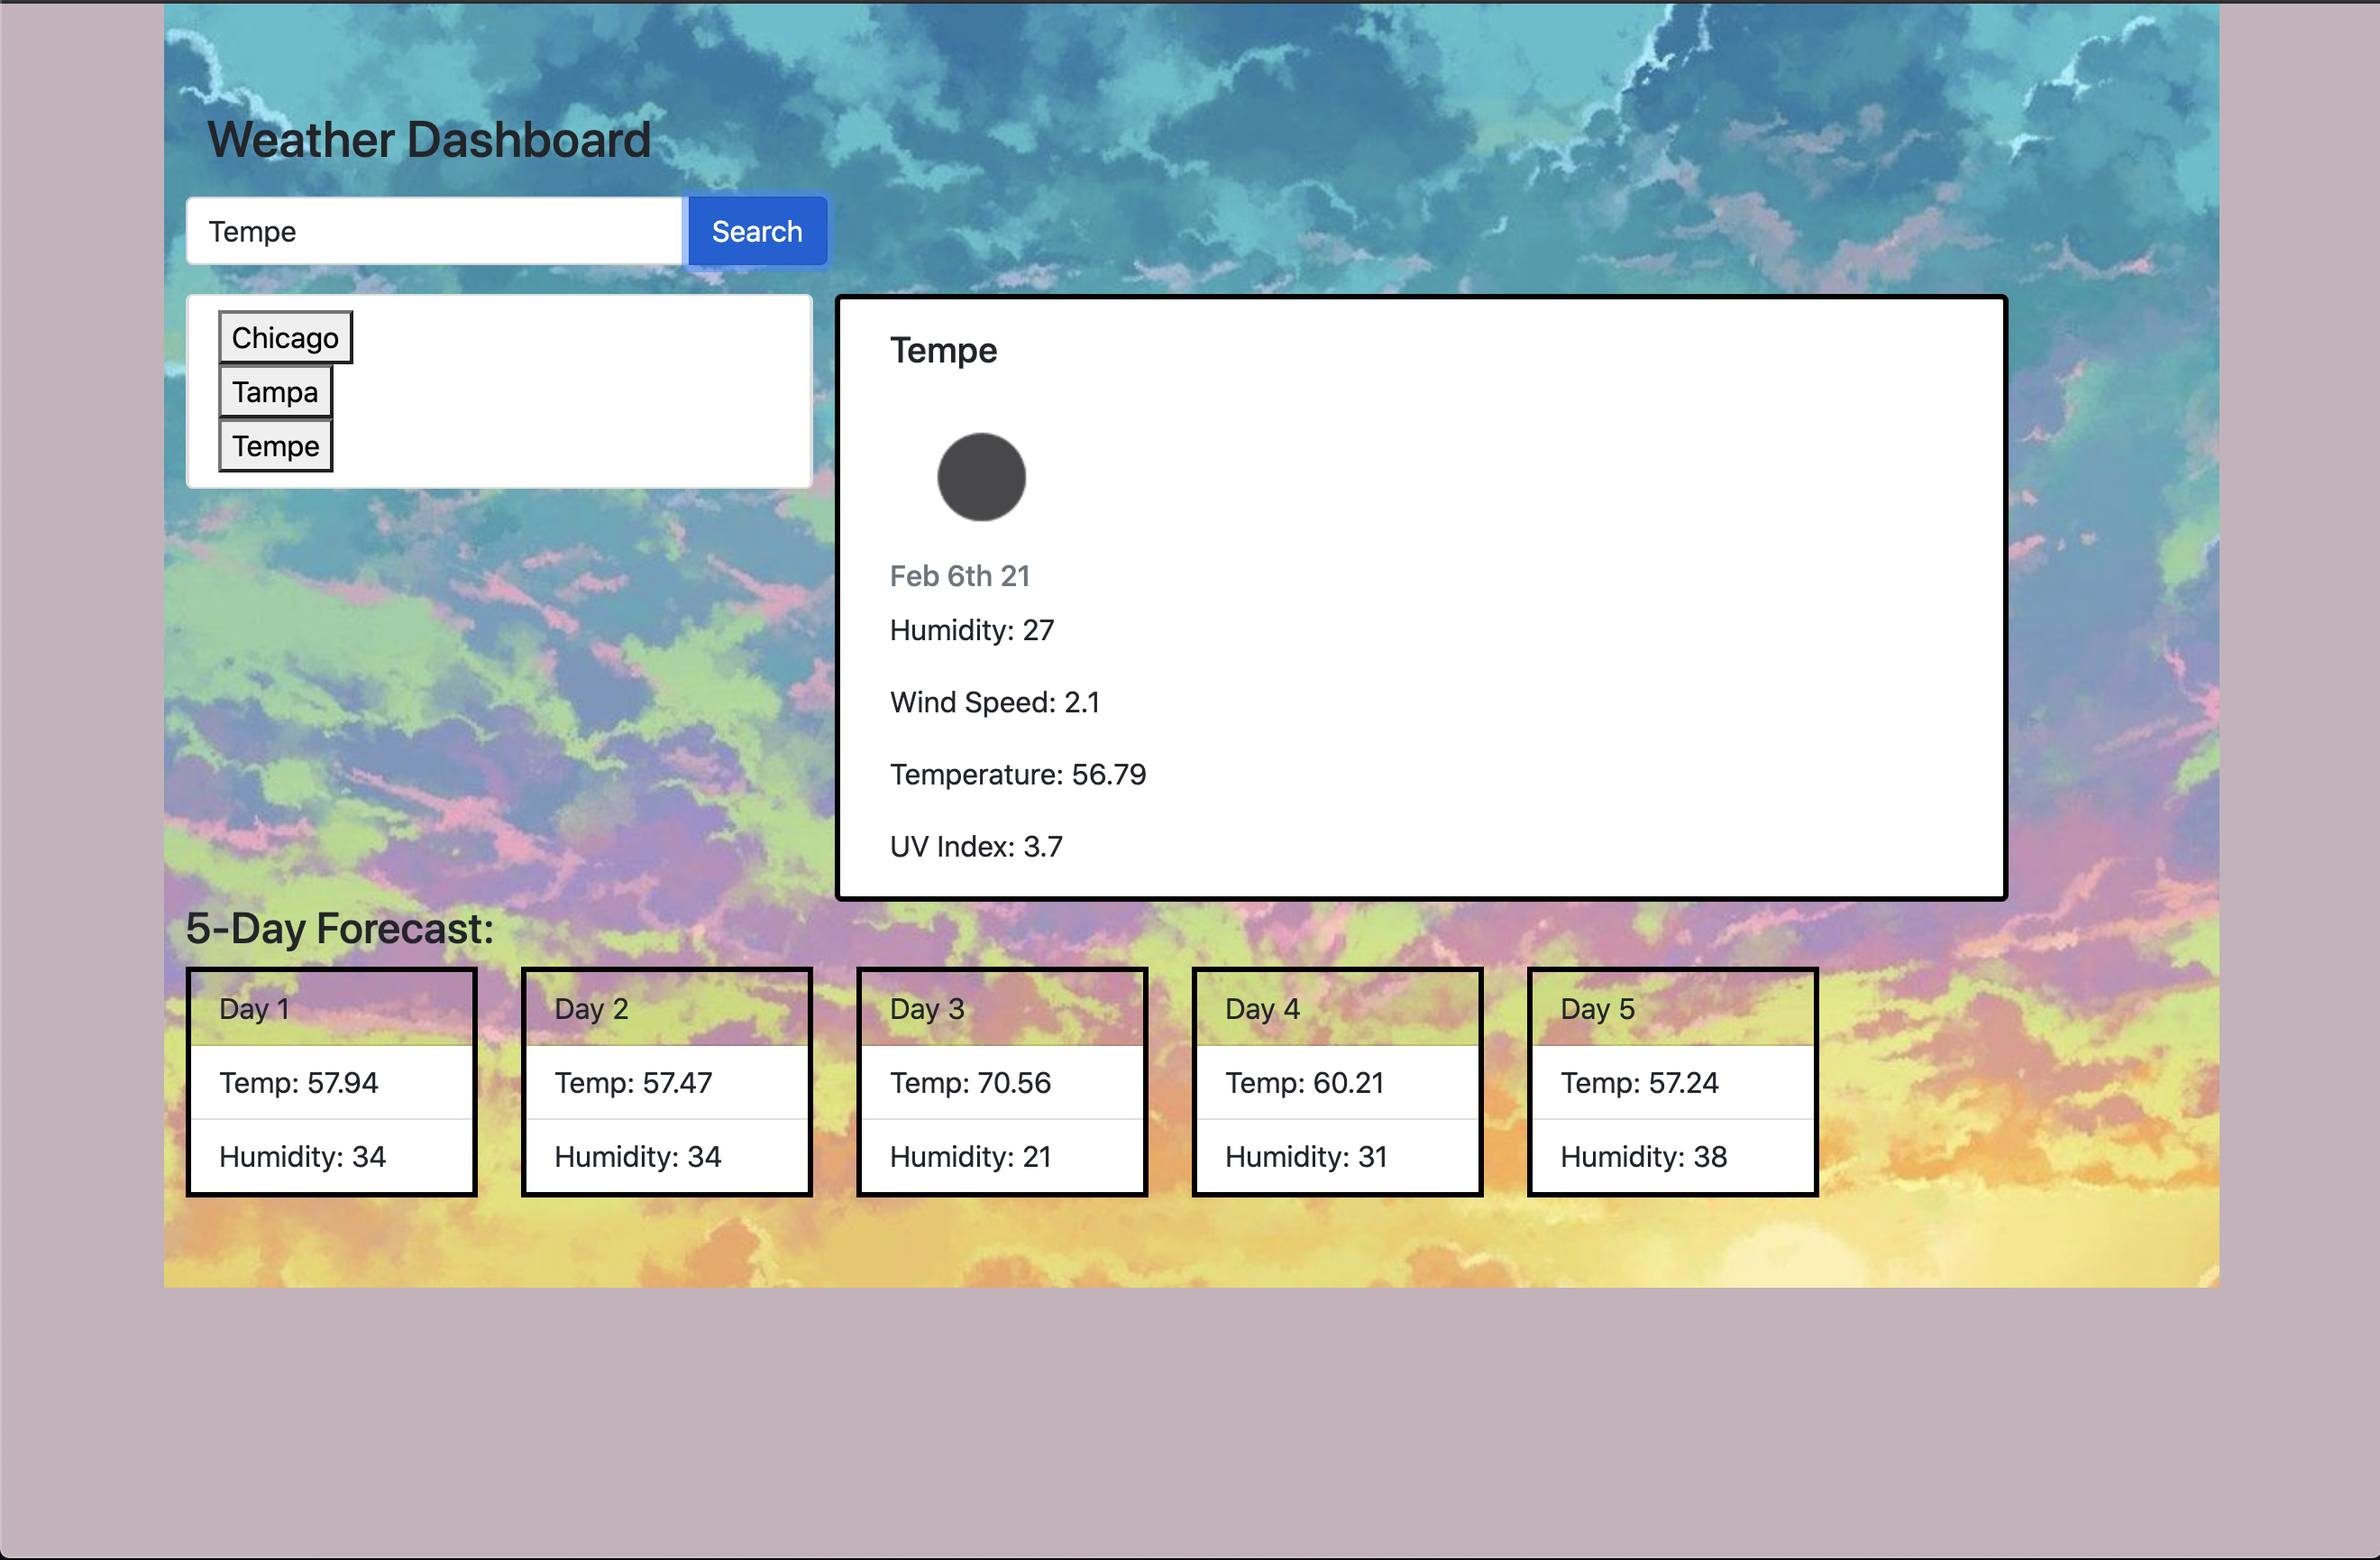 Weather Dashboard
Tempe
Search
Chicago
Tampa
Tempe
Tempe
Feb 6th 21
Humidity: 27
Wind Speed: 2.1
Temperature: 56.79
UV Index: 3.7
5-Day Forecast:
Day 1
Temp: 57.94
Humidity: 34
Day 2
Temp: 57.47
Humidity: 34
Day 3
Temp: 70.56
Humidity: 21
Day 4
Temp: 60.21
Humidity: 31
Day 5
Temp: 57.24
Humidity: 38